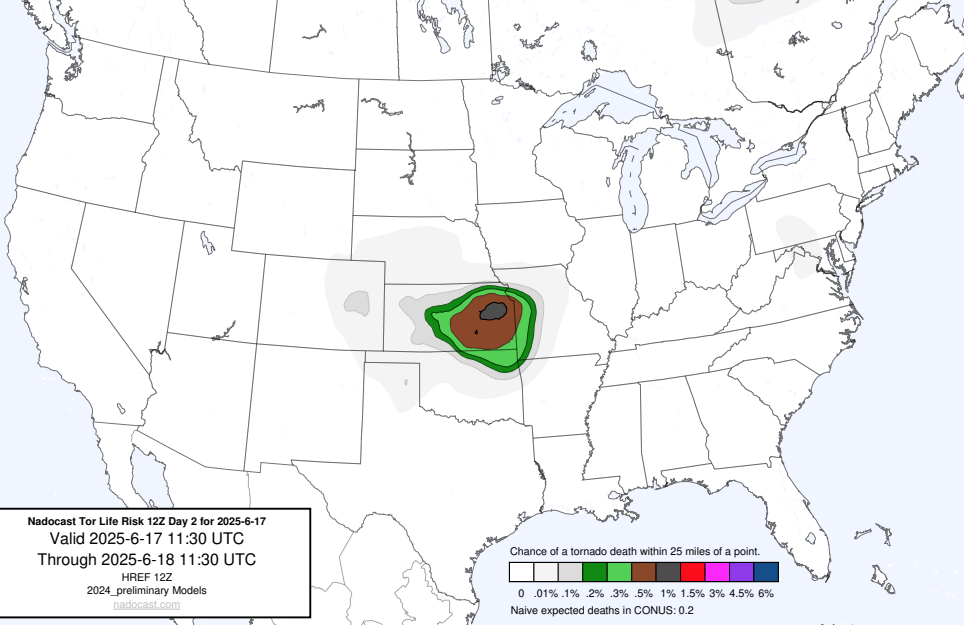 Nadocast Tor Life Risk 12Z Day 2 for 2025-6-17
Valid 2025-6-17 11:30 UTC
Through 2025-6-18 11:30 UTC
HREF 12Z
2024_preliminary Models
nadocast.com
Chance of a tornado death within 25 miles of a point.
0 .01% .1% .2% .3% .5% 1% 1.5% 3% 4.5% 6%
Naive expected deaths in CONUS: 0.2